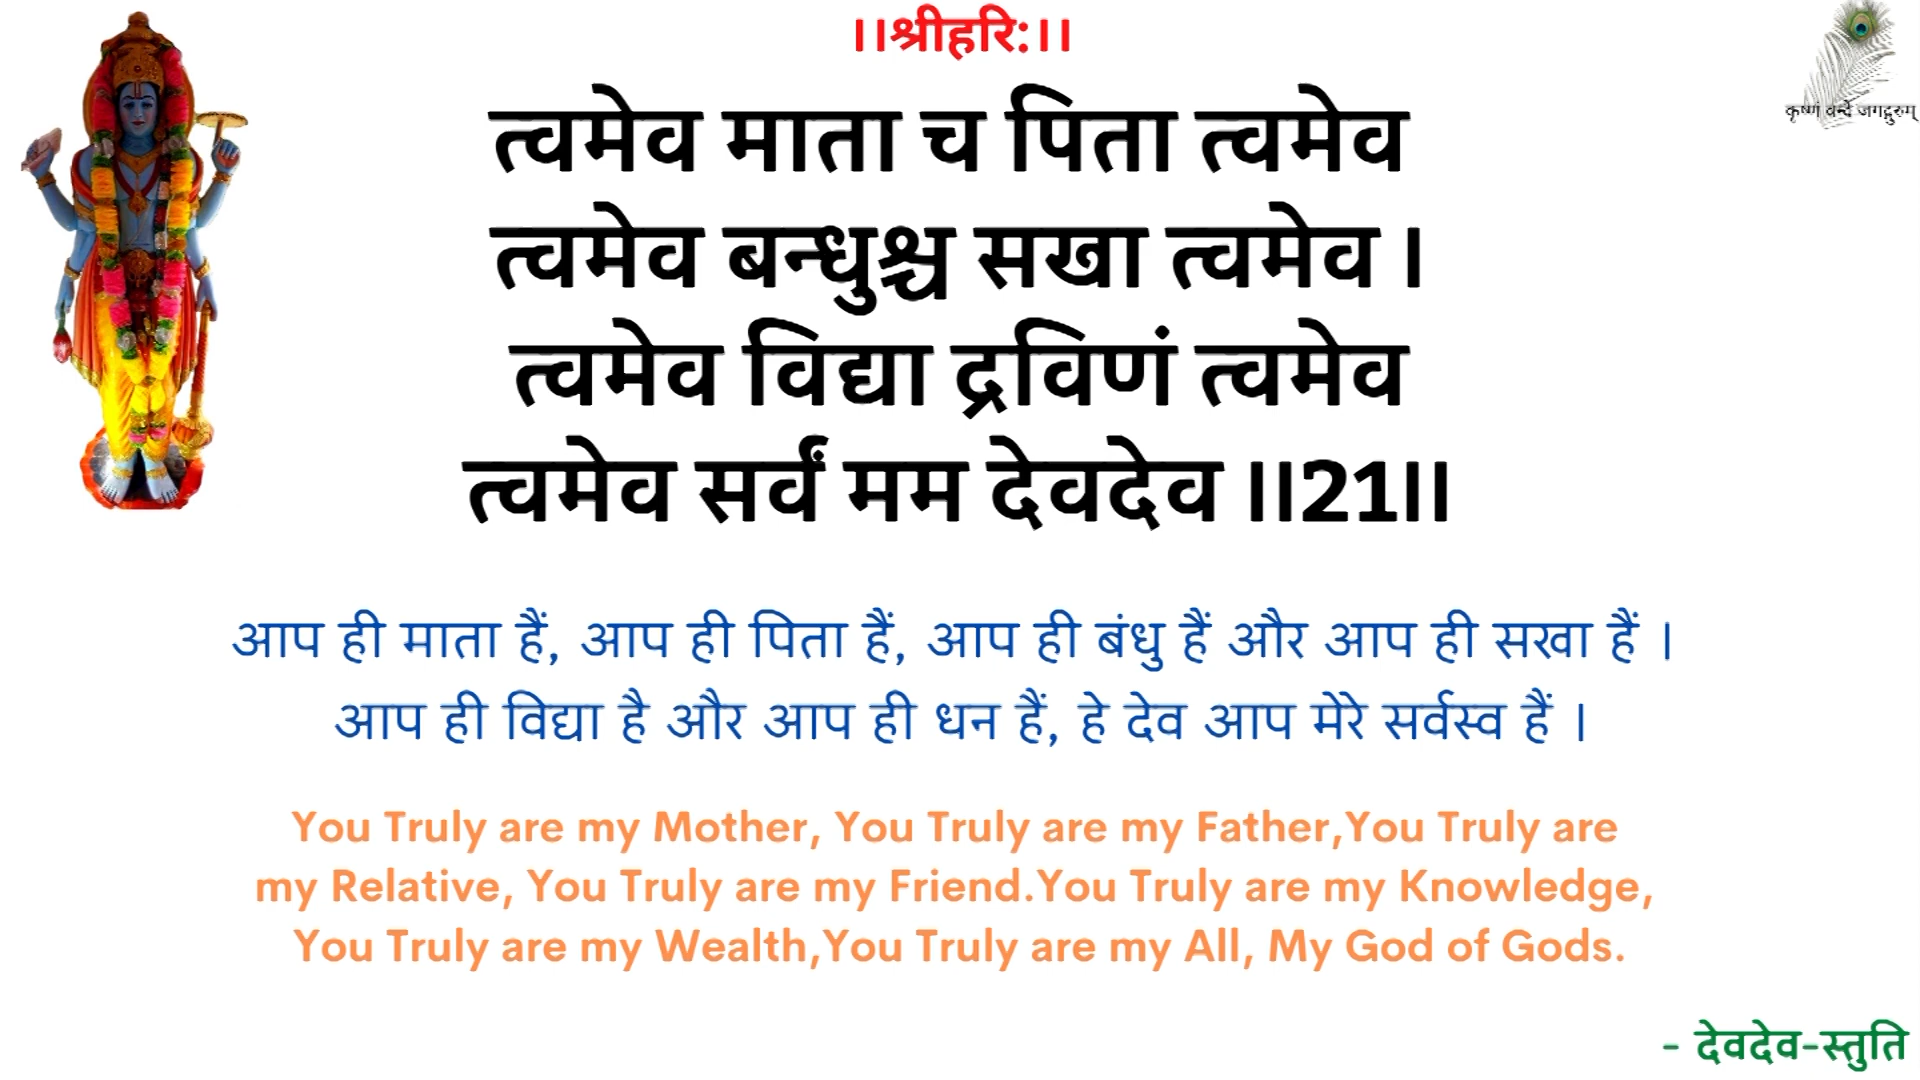 ।।श्रीहरि:।।
कृष्णं वन्दे जगद्गुरुम्
त्वमेव माता च पिता त्वमेव
त्वमेव बन्धुश्च सखा त्वमेव ।
त्वमेव विद्या द्रविणं त्वमेव
त्वमेव सर्वं मम देवदेव ।।21।।
आप ही माता हैं, आप ही पिता हैं, आप ही बंधु हैं और आप ही सखा हैं ।
आप ही विद्या है और आप ही धन हैं, हे देव आप मेरे सर्वस्व हैं ।
You Truly are my Mother, You Truly are my Father,You Truly are
my Relative, You Truly are my Friend.You Truly are my Knowledge,
You Truly are my Wealth,You Truly are my All, My God of Gods.
- देवदेव-स्तुति